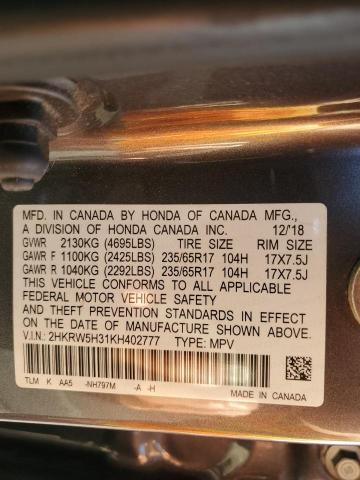 MFD. IN CANADA BY HONDA OF CANADA MFG.,
A DIVISION OF HONDA CANADA INC. 12/'18
GVWR 2130KG (4695LBS) TIRE SIZE RIM SIZE
GAWR F 1100KG (2425LBS) 235/65R17 104H 17X7.5J
GAWR R 1040KG (2292LBS) 235/65R17 104H 17X7.5J
THIS VEHICLE CONFORMS TO ALL APPLICABLE
FEDERAL MOTOR VEHICLE SAFETY
AND THEFT PREVENTION STANDARDS IN EFFECT
ON THE DATE OF MANUFACTURE SHOWN ABOVE.
V.I.N.: 2HKRW5H31KH402777 TYPE: MPV
TLM K AA5 -NH797M -A -H
MADE IN CANADA